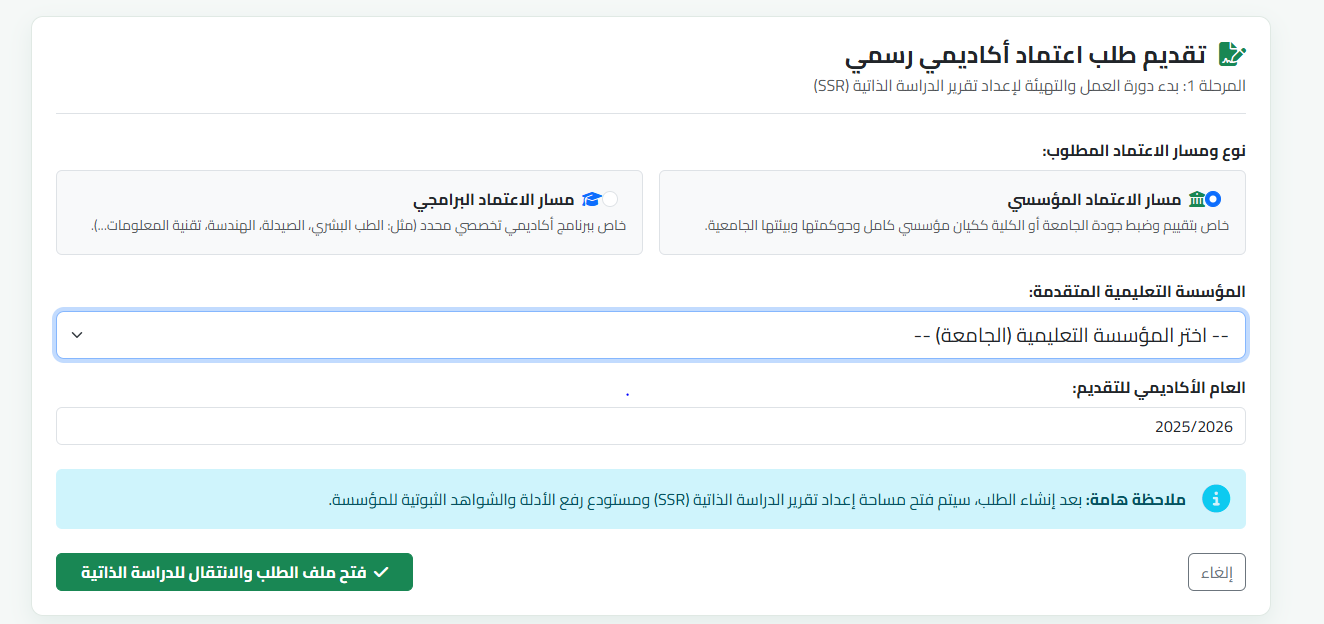 تقديم طلب اعتماد أكاديمي رسمي
المرحلة 1: بدء دورة العمل والتهيئة لإعداد تقرير الدراسة الذاتية (SSR)
نوع ومسار الاعتماد المطلوب:
مسار الاعتماد المؤسسي
خاص بتقييم وضبط جودة الجامعة أو الكلية ككيان مؤسسي كامل وحوكمتها وبيئتها الجامعية.
مسار الاعتماد البرامجي
خاص ببرنامج أكاديمي تخصصي محدد (مثل: الطب البشري، الصيدلة، الهندسة، تقنية المعلومات...).
المؤسسة التعليمية المتقدمة:
-- اختر المؤسسة التعليمية (الجامعة) --
العام الأكاديمي للتقديم:
2025/2026
ملاحظة هامة: بعد إنشاء الطلب، سيتم فتح مساحة إعداد تقرير الدراسة الذاتية (SSR) ومستودع رفع الأدلة والشواهد الثبوتية للمؤسسة.
إلغاء
فتح ملف الطلب والانتقال للدراسة الذاتية